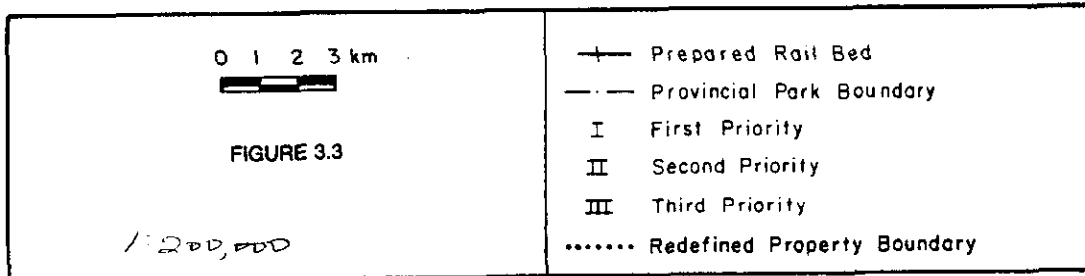 0 1 2 3 km
FIGURE 3.3
1:200,000
Prepared Rail Bed
Provincial Park Boundary
I First Priority
II Second Priority
III Third Priority
Redefined Property Boundary